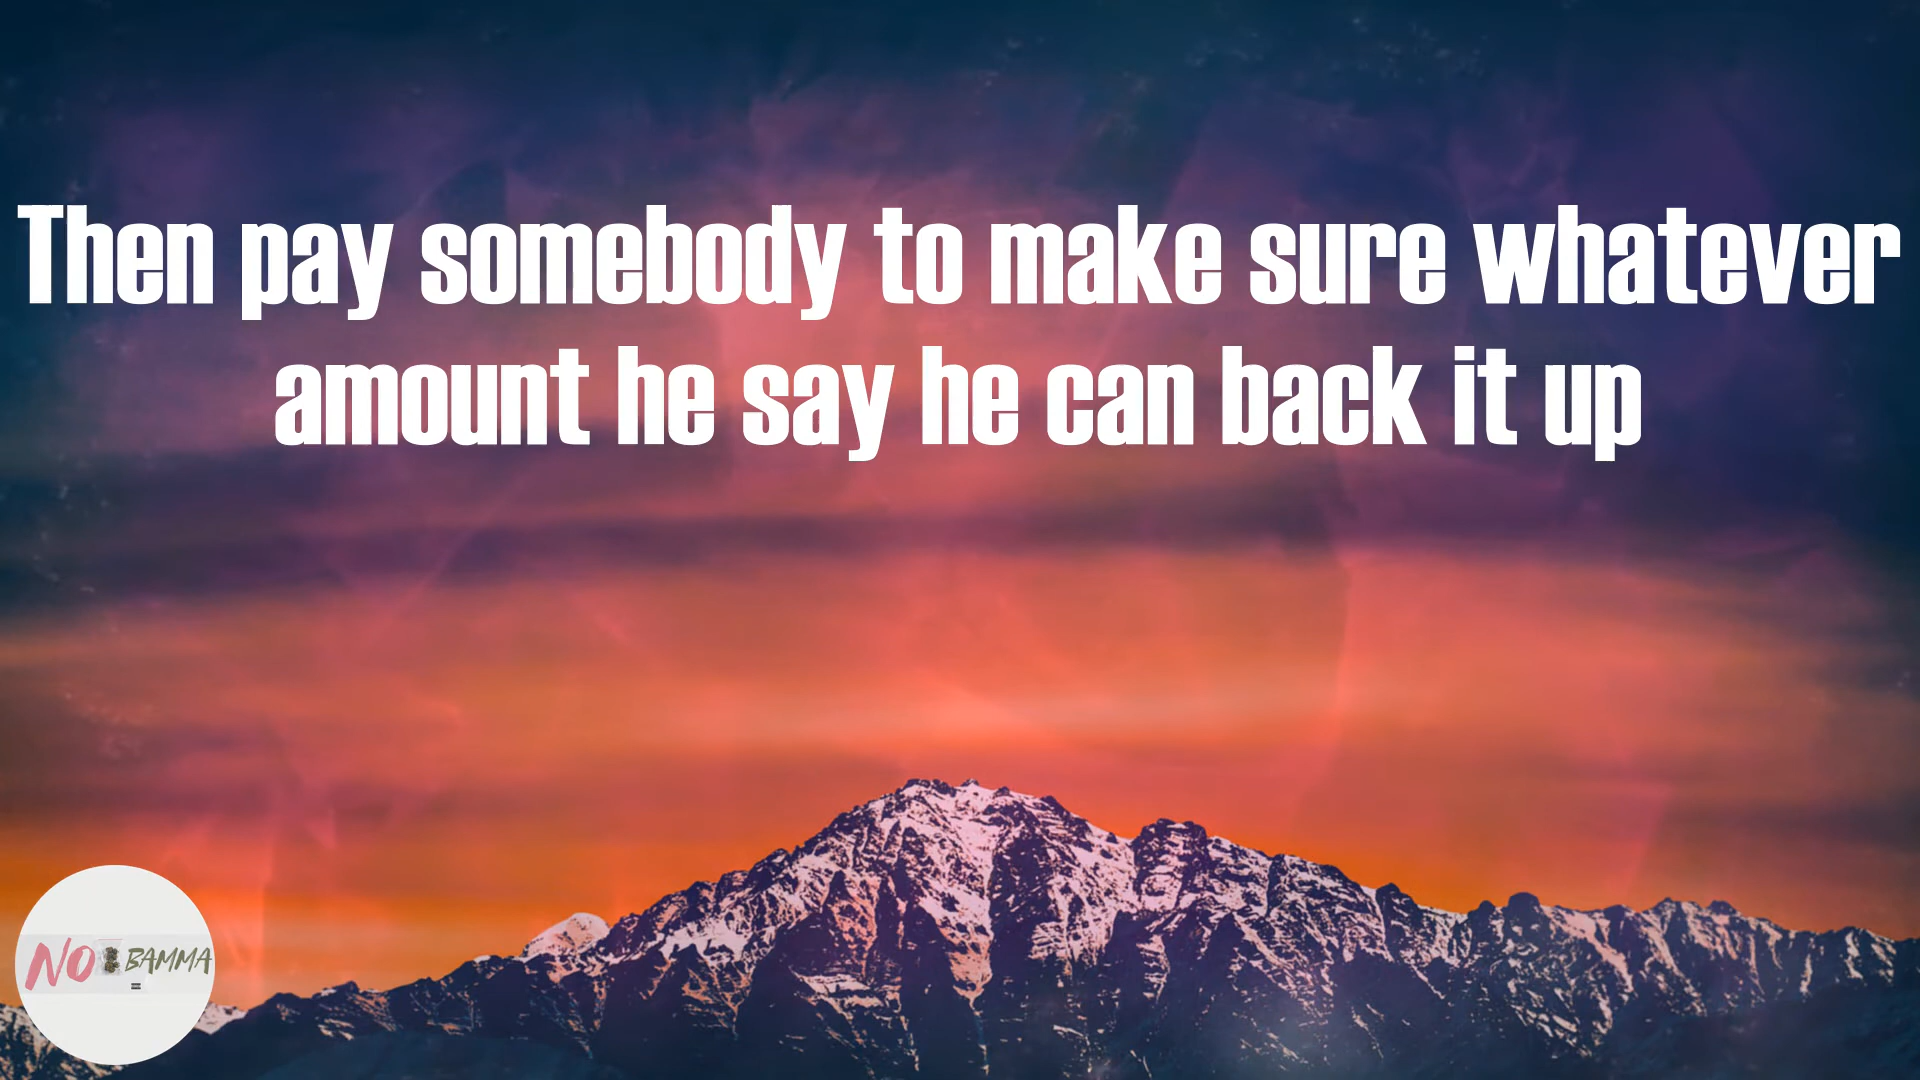 Then pay somebody to make sure whatever
amount he say he can back it up
NO BAMMA